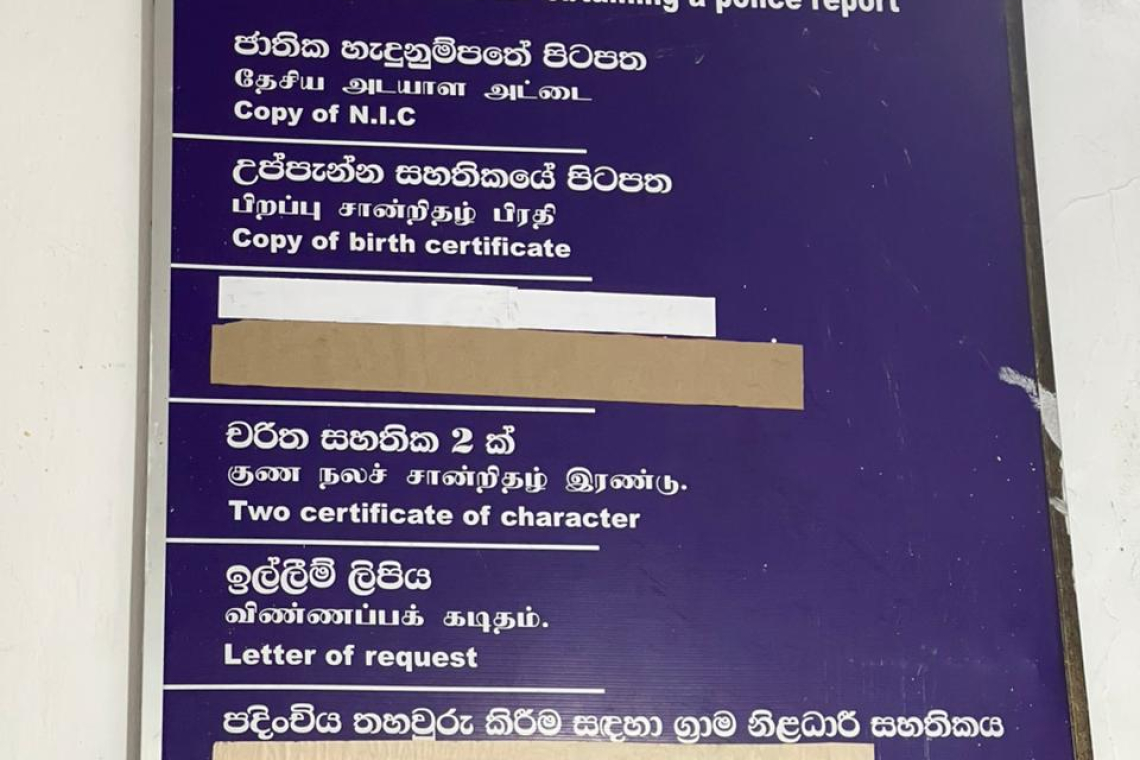 a police report
ජාතික හැඳුනුම්පතේ පිටපත
தேசிய அடயாள அட்டை
Copy of N.I.C
උප්පැන්න සහතිකයේ පිටපත
பிறப்பு சான்றிதழ் பிரதி
Copy of birth certificate
චරිත සහතික 2 ක්
குண நலச் சான்றிதழ் இரண்டு.
Two certificate of character
ඉල්ලීම් ලිපිය
விண்ணப்பக் கடிதம்.
Letter of request
පදිංචිය තහවුරු කිරීම සඳහා ග්‍රාම නිළධාරී සහතිකය